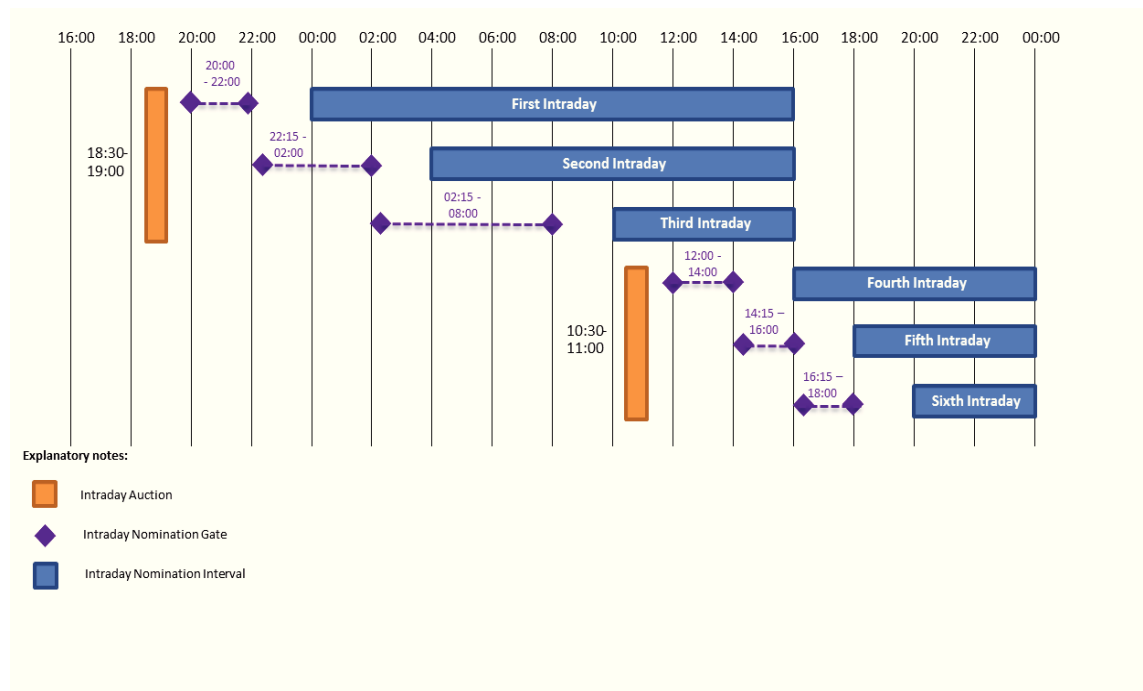 16:00 18:00 20:00 22:00 00:00 02:00 04:00 06:00 08:00 10:00 12:00 14:00 16:00 18:00 20:00 22:00 00:00
20:00
- 22:00
First Intraday
22:15 -
02:00
18:30-
19:00
Second Intraday
02:15 -
08:00
Third Intraday
12:00 -
14:00
Fourth Intraday
14:15 –
16:00
10:30-
11:00
Fifth Intraday
16:15 –
18:00
Sixth Intraday
Explanatory notes:
Intraday Auction
Intraday Nomination Gate
Intraday Nomination Interval